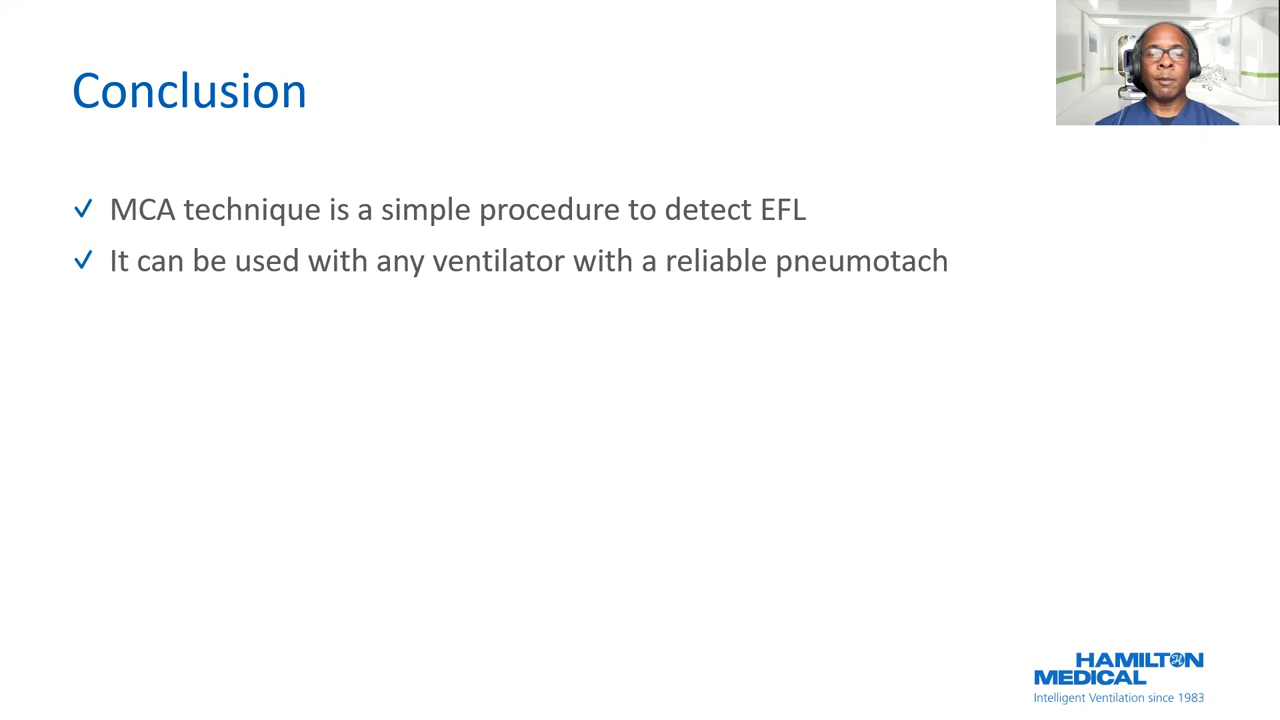 Conclusion
✓ MCA technique is a simple procedure to detect EFL
✓ It can be used with any ventilator with a reliable pneumotach
HAMILTON
MEDICAL
Intelligent Ventilation since 1983